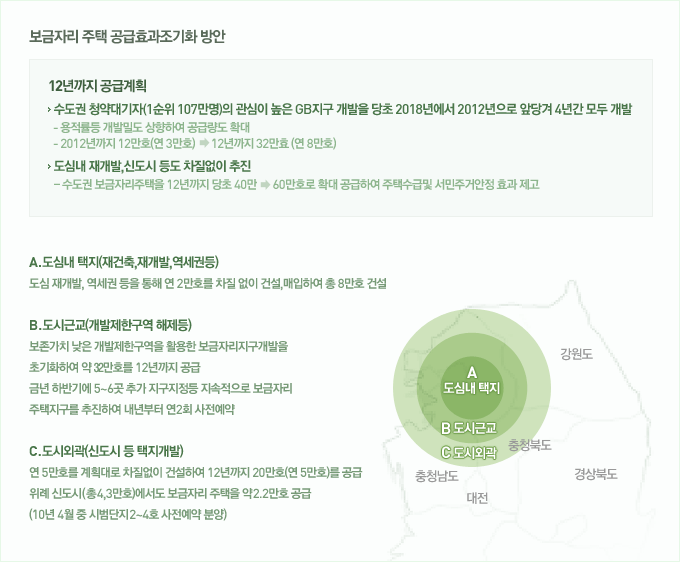 보금자리 주택 공급효과조기화 방안
12년까지 공급계획
› 수도권 청약대기자(1순위 107만명)의 관심이 높은 GB지구 개발을 당초 2018년에서 2012년으로 앞당겨 4년간 모두 개발
- 용적률등 개발밀도 상향하여 공급량도 확대
- 2012년까지 12만호(연 3만호) ➡ 12년까지 32만호 (연 8만호)
› 도심내 재개발,신도시 등도 차질없이 추진
- 수도권 보금자리주택을 12년까지 당초 40만 ➡ 60만호로 확대 공급하여 주택수급및 서민주거안정 효과 제고
A.도심내 택지(재건축,재개발,역세권등)
도심 재개발, 역세권 등을 통해 연 2만호를 차질 없이 건설,매입하여 총 8만호 건설
B.도시근교(개발제한구역 해제등)
보존가치 낮은 개발제한구역을 활용한 보금자리지구개발을
초기화하여 약 32만호를 12년까지 공급
금년 하반기에 5~6곳 추가 지구지정등 지속적으로 보금자리
주택지구를 추진하여 내년부터 연2회 사전예약
C.도시외곽(신도시 등 택지개발)
연 5만호를 계획대로 차질없이 건설하여 12년까지 20만호(연 5만호)를 공급
위례 신도시(총4,3만호)에서도 보금자리 주택을 약2.2만호 공급
(10년 4월 중 시범단지2~4호 사전예약 분양)
A
도심내 택지
B 도시근교
C 도시외곽
강원도
충청북도
충청남도
경상북도
대전